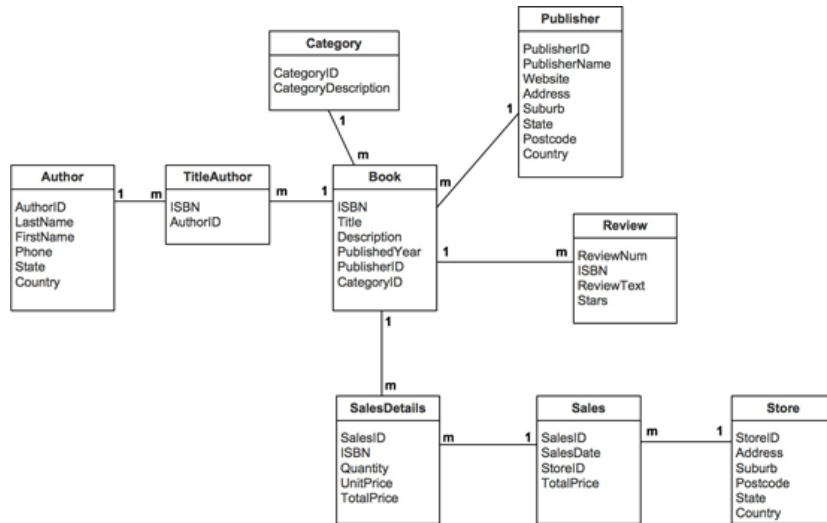 Publisher
PublisherID
PublisherName
Website
Address
Suburb
State
Postcode
Country
Category
CategoryID
CategoryDescription
1
m
1
m
Author
AuthorID
LastName
FirstName
Phone
State
Country
1
m
TitleAuthor
ISBN
AuthorID
m
1
Book
ISBN
Title
Description
PublishedYear
PublisherID
CategoryID
1
m
Review
ReviewNum
ISBN
ReviewText
Stars
1
m
SalesDetails
SalesID
ISBN
Quantity
UnitPrice
TotalPrice
m
1
Sales
SalesID
SalesDate
StoreID
TotalPrice
m
1
Store
StoreID
Address
Suburb
Postcode
State
Country